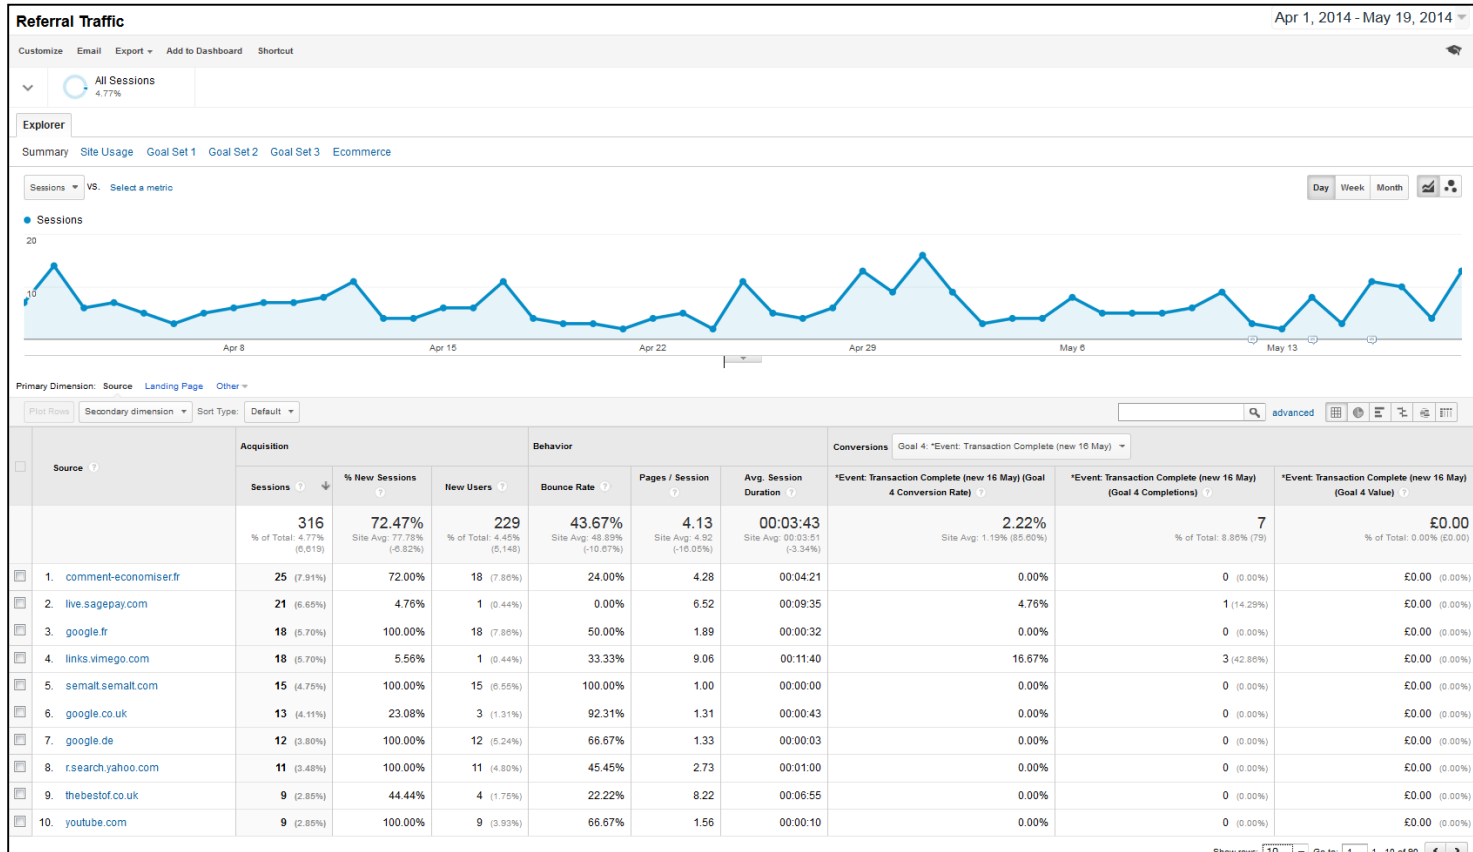 Referral Traffic
Apr 1, 2014 - May 19, 2014
Customize Email Export Add to Dashboard Shortcut
All Sessions
4.77%
Explorer
Summary Site Usage Goal Set 1 Goal Set 2 Goal Set 3 Ecommerce
Sessions VS. Select a metric
Day Week Month
Sessions
20
10
Apr 8 Apr 15 Apr 22 Apr 29 May 6 May 13
Primary Dimension: Source Landing Page Other
Plot Rows Secondary dimension Sort Type: Default
advanced
Source
Acquisition Behavior Conversions Goal 4: *Event: Transaction Complete (new 16 May)
Sessions ? % New Sessions ? New Users ? Bounce Rate ? Pages / Session ? Avg. Session Duration ? *Event: Transaction Complete (new 16 May) (Goal 4 Conversion Rate) ? *Event: Transaction Complete (new 16 May) (Goal 4 Completions) ? *Event: Transaction Complete (new 16 May) (Goal 4 Value) ?
316 72.47% 229 43.67% 4.13 00:03:43 2.22% 7 £0.00
% of Total: 4.77% (6,619) Site Avg: 77.78% (-6.82%) % of Total: 4.45% (5,148) Site Avg: 48.89% (-10.67%) Site Avg: 4.92 (-16.05%) Site Avg: 00:03:51 (-3.34%) Site Avg: 1.19% (85.60%) % of Total: 8.86% (79) % of Total: 0.00% (£0.00)
1. comment-economiser.fr 25 (7.91%) 72.00% 18 (7.86%) 24.00% 4.28 00:04:21 0.00% 0 (0.00%) £0.00 (0.00%)
2. live.sagepay.com 21 (6.65%) 4.76% 1 (0.44%) 0.00% 6.52 00:09:35 4.76% 1 (14.29%) £0.00 (0.00%)
3. google.fr 18 (5.70%) 100.00% 18 (7.86%) 50.00% 1.89 00:00:32 0.00% 0 (0.00%) £0.00 (0.00%)
4. links.vimego.com 18 (5.70%) 5.56% 1 (0.44%) 33.33% 9.06 00:11:40 16.67% 3 (42.86%) £0.00 (0.00%)
5. semalt.semalt.com 15 (4.75%) 100.00% 15 (6.55%) 100.00% 1.00 00:00:00 0.00% 0 (0.00%) £0.00 (0.00%)
6. google.co.uk 13 (4.11%) 23.08% 3 (1.31%) 92.31% 1.31 00:00:43 0.00% 0 (0.00%) £0.00 (0.00%)
7. google.de 12 (3.80%) 100.00% 12 (5.24%) 66.67% 1.33 00:00:03 0.00% 0 (0.00%) £0.00 (0.00%)
8. r.search.yahoo.com 11 (3.48%) 100.00% 11 (4.80%) 45.45% 2.73 00:01:00 0.00% 0 (0.00%) £0.00 (0.00%)
9. thebestof.co.uk 9 (2.85%) 44.44% 4 (1.75%) 22.22% 8.22 00:06:55 0.00% 0 (0.00%) £0.00 (0.00%)
10. youtube.com 9 (2.85%) 100.00% 9 (3.93%) 66.67% 1.56 00:00:10 0.00% 0 (0.00%) £0.00 (0.00%)
Show rows: 10 Go to: 1 1 - 10 of 90